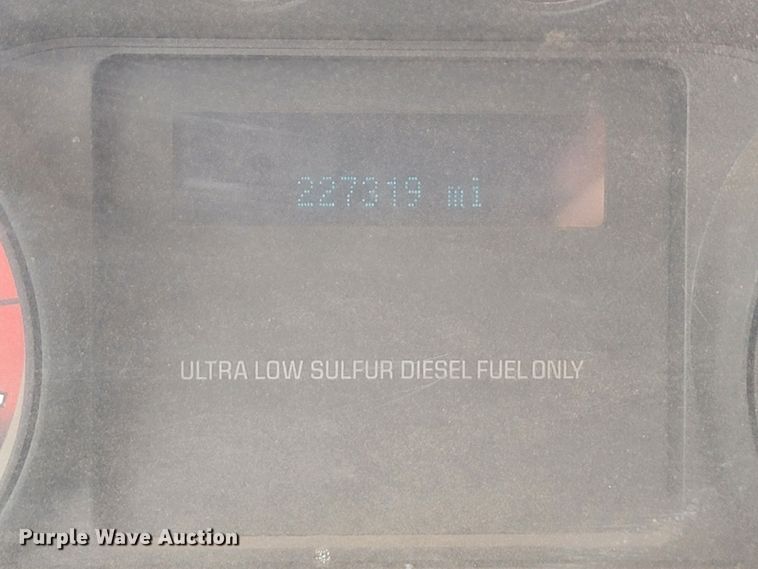 227319 mi
ULTRA LOW SULFUR DIESEL FUEL ONLY
Purple Wave Auction